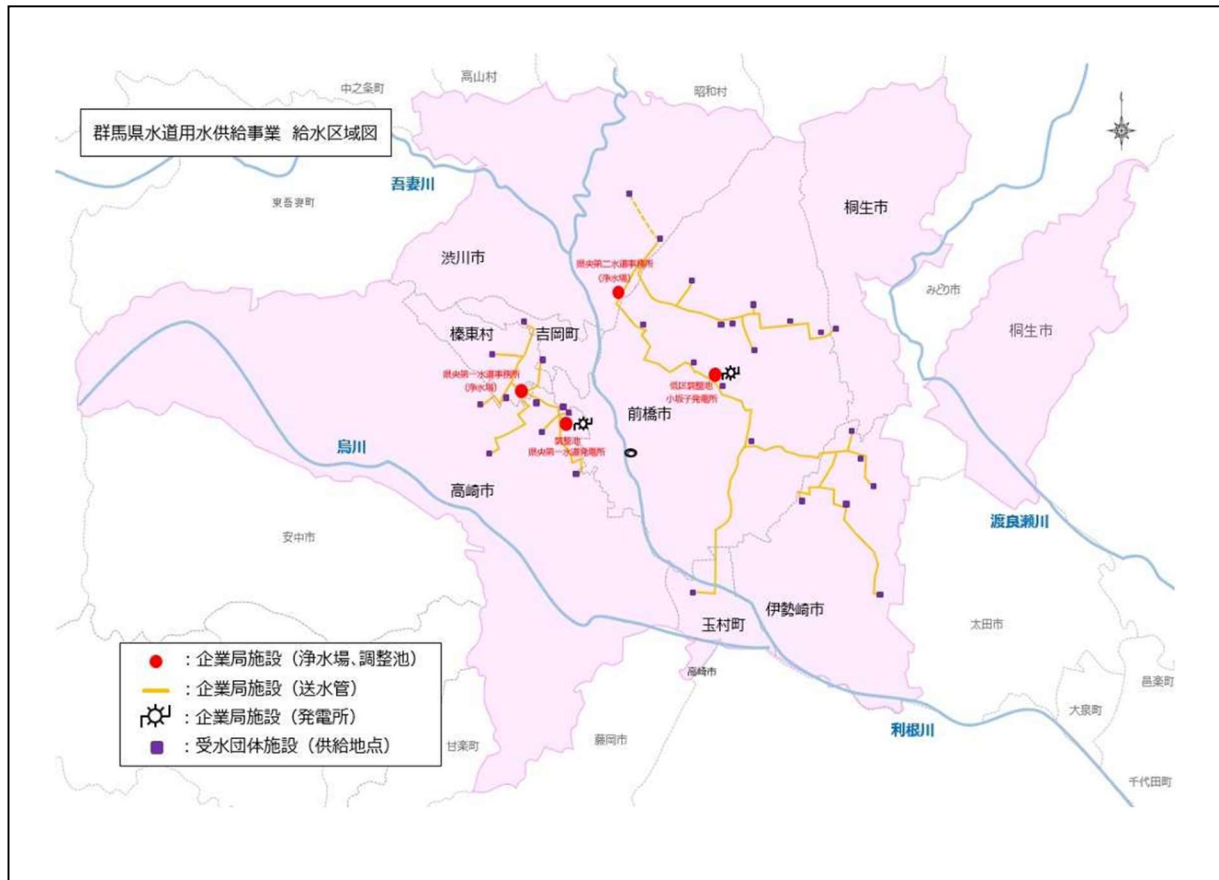 高山村
中之条町
昭和村
群馬県水道用水供給事業 給水区域図
吾妻川
東吾妻町
桐生市
渋川市
県央第二水道事務所
(浄水場)
みどり市
桐生市
榛東村
吉岡町
県央第一水道事務所
(浄水場)
低区調整池
小坂子発電所
前橋市
調整池
県央第一水道発電所
烏川
高崎市
渡良瀬川
安中市
伊勢崎市
玉村町
太田市
高崎市
邑楽町
大泉町
利根川
藤岡市
甘楽町
千代田町
:企業局施設(浄水場、調整池)
:企業局施設(送水管)
:企業局施設(発電所)
:受水団体施設(供給地点)